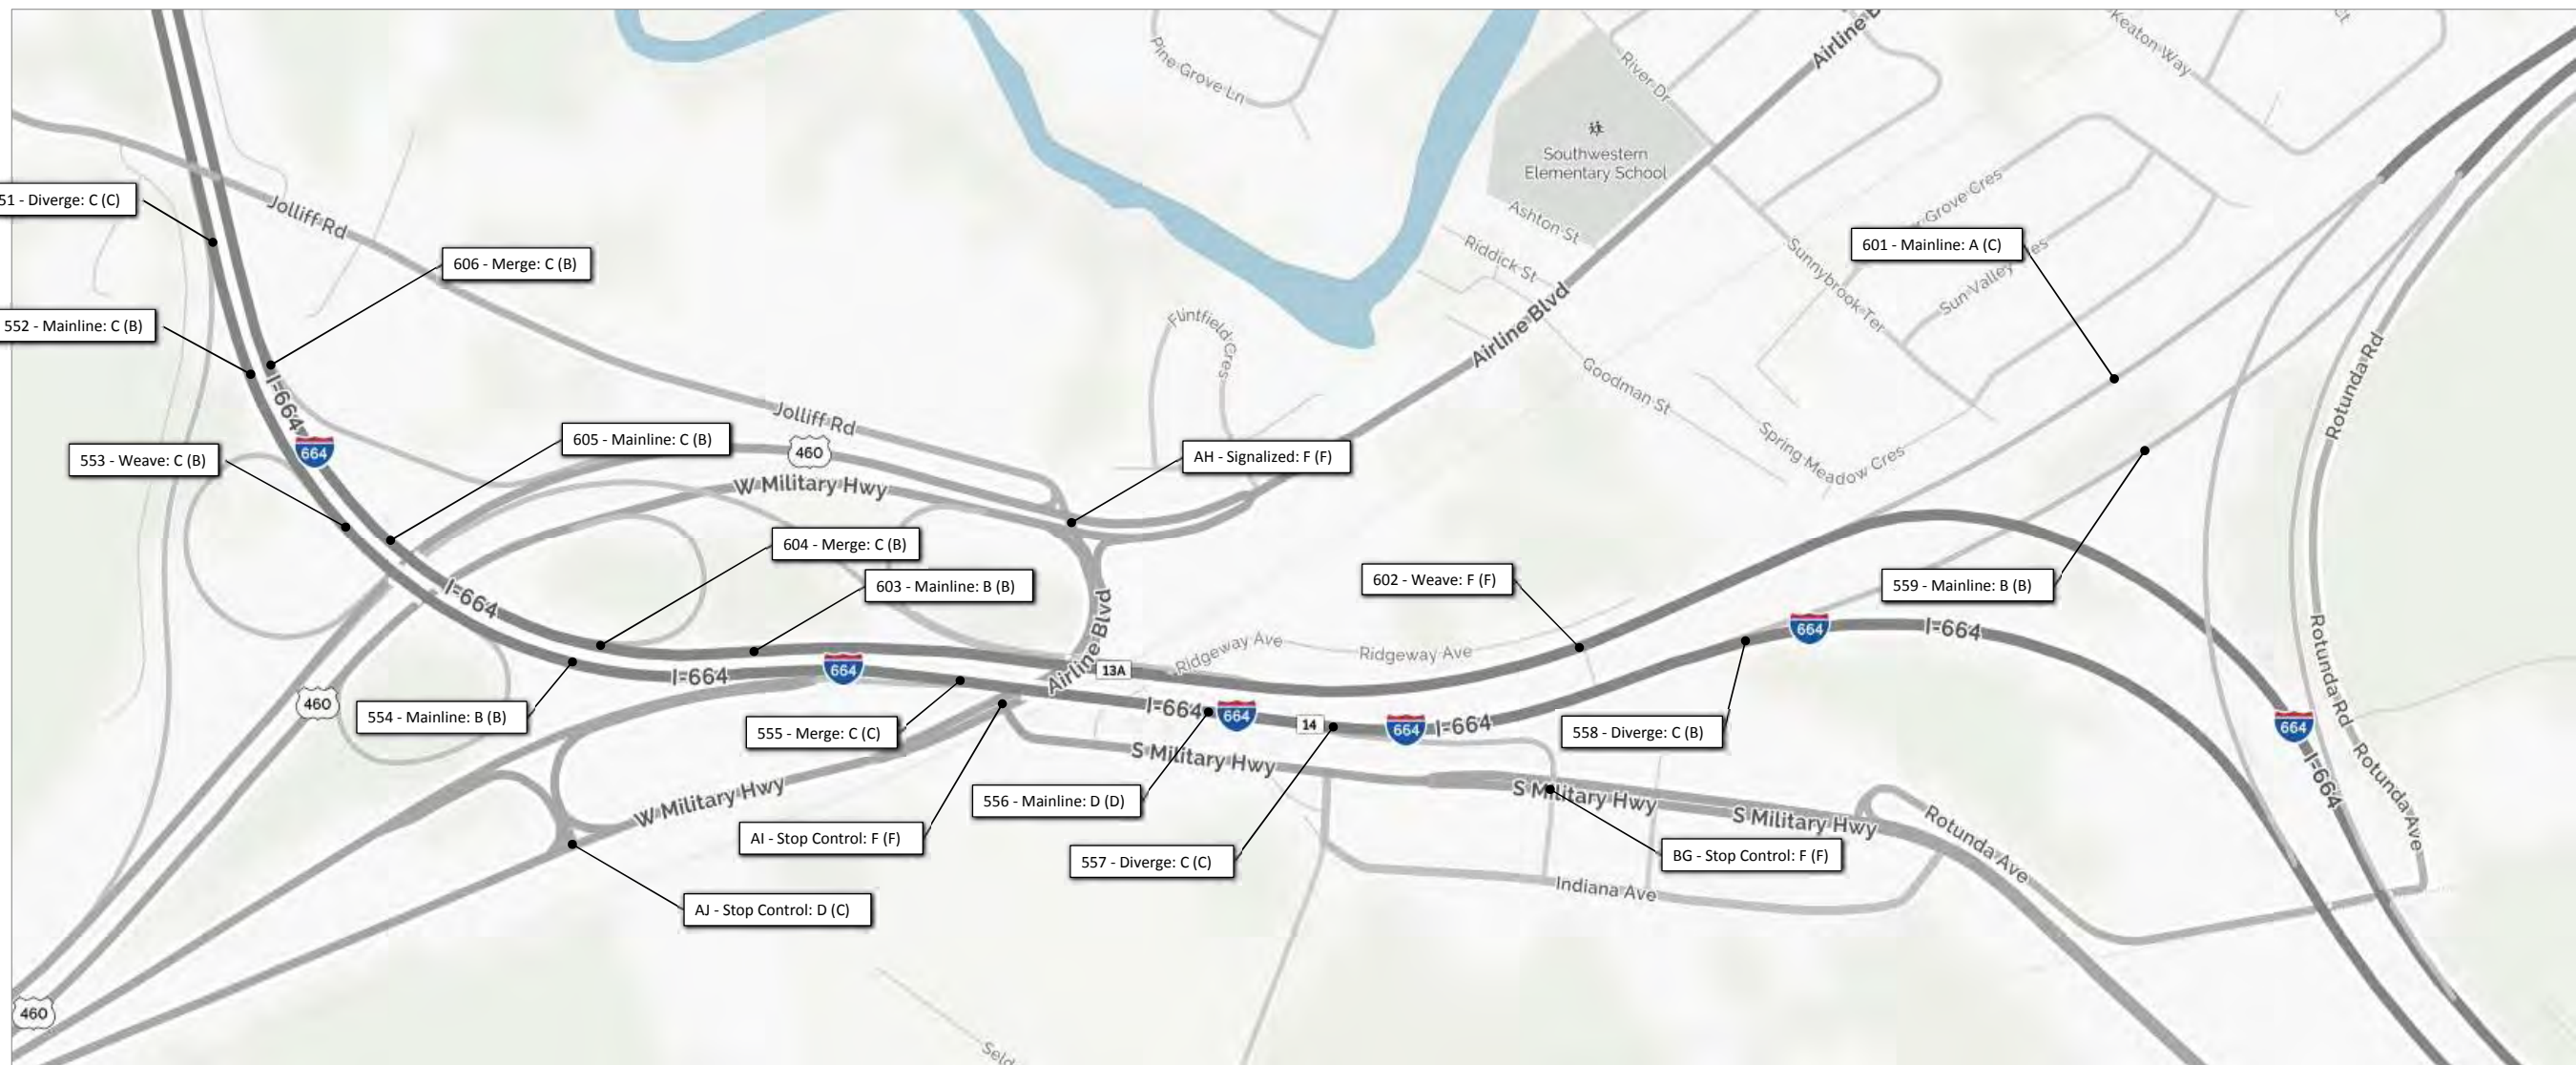 Airline B
Keaton Way
Ct
Pine Grove Ln
River Dr
Southwestern
Elementary School
51 - Diverge: C (C)
Jolliff Rd
Ashton St
Grove Cres
Riddick St
601 - Mainline: A (C)
606 - Merge: C (B)
Sunnybrook Ter
Sun Valley
es
552 - Mainline: C (B)
Flintfield Cres
Airline Blvd
Rotunda Rd
I-664
664
Goodman St
Jolliff Rd
605 - Mainline: C (B)
460
AH - Signalized: F (F)
553 - Weave: C (B)
Spring Meadow Cres
W Military Hwy
604 - Merge: C (B)
602 - Weave: F (F)
603 - Mainline: B (B)
559 - Mainline: B (B)
I-664
Airline Blvd
664
I-664
Ridgeway Ave
Ridgeway Ave
13A
Rotunda Rd
I-664
664
460
554 - Mainline: B (B)
555 - Merge: C (C)
I-664
664
14
664
I-664
558 - Diverge: C (B)
664
I-664
S Military Hwy
Rotunda Ave
W Military Hwy
556 - Mainline: D (D)
S Military Hwy
S Military Hwy
Rotunda Ave
AI - Stop Control: F (F)
557 - Diverge: C (C)
BG - Stop Control: F (F)
Indiana Ave
AJ - Stop Control: D (C)
460
Seld